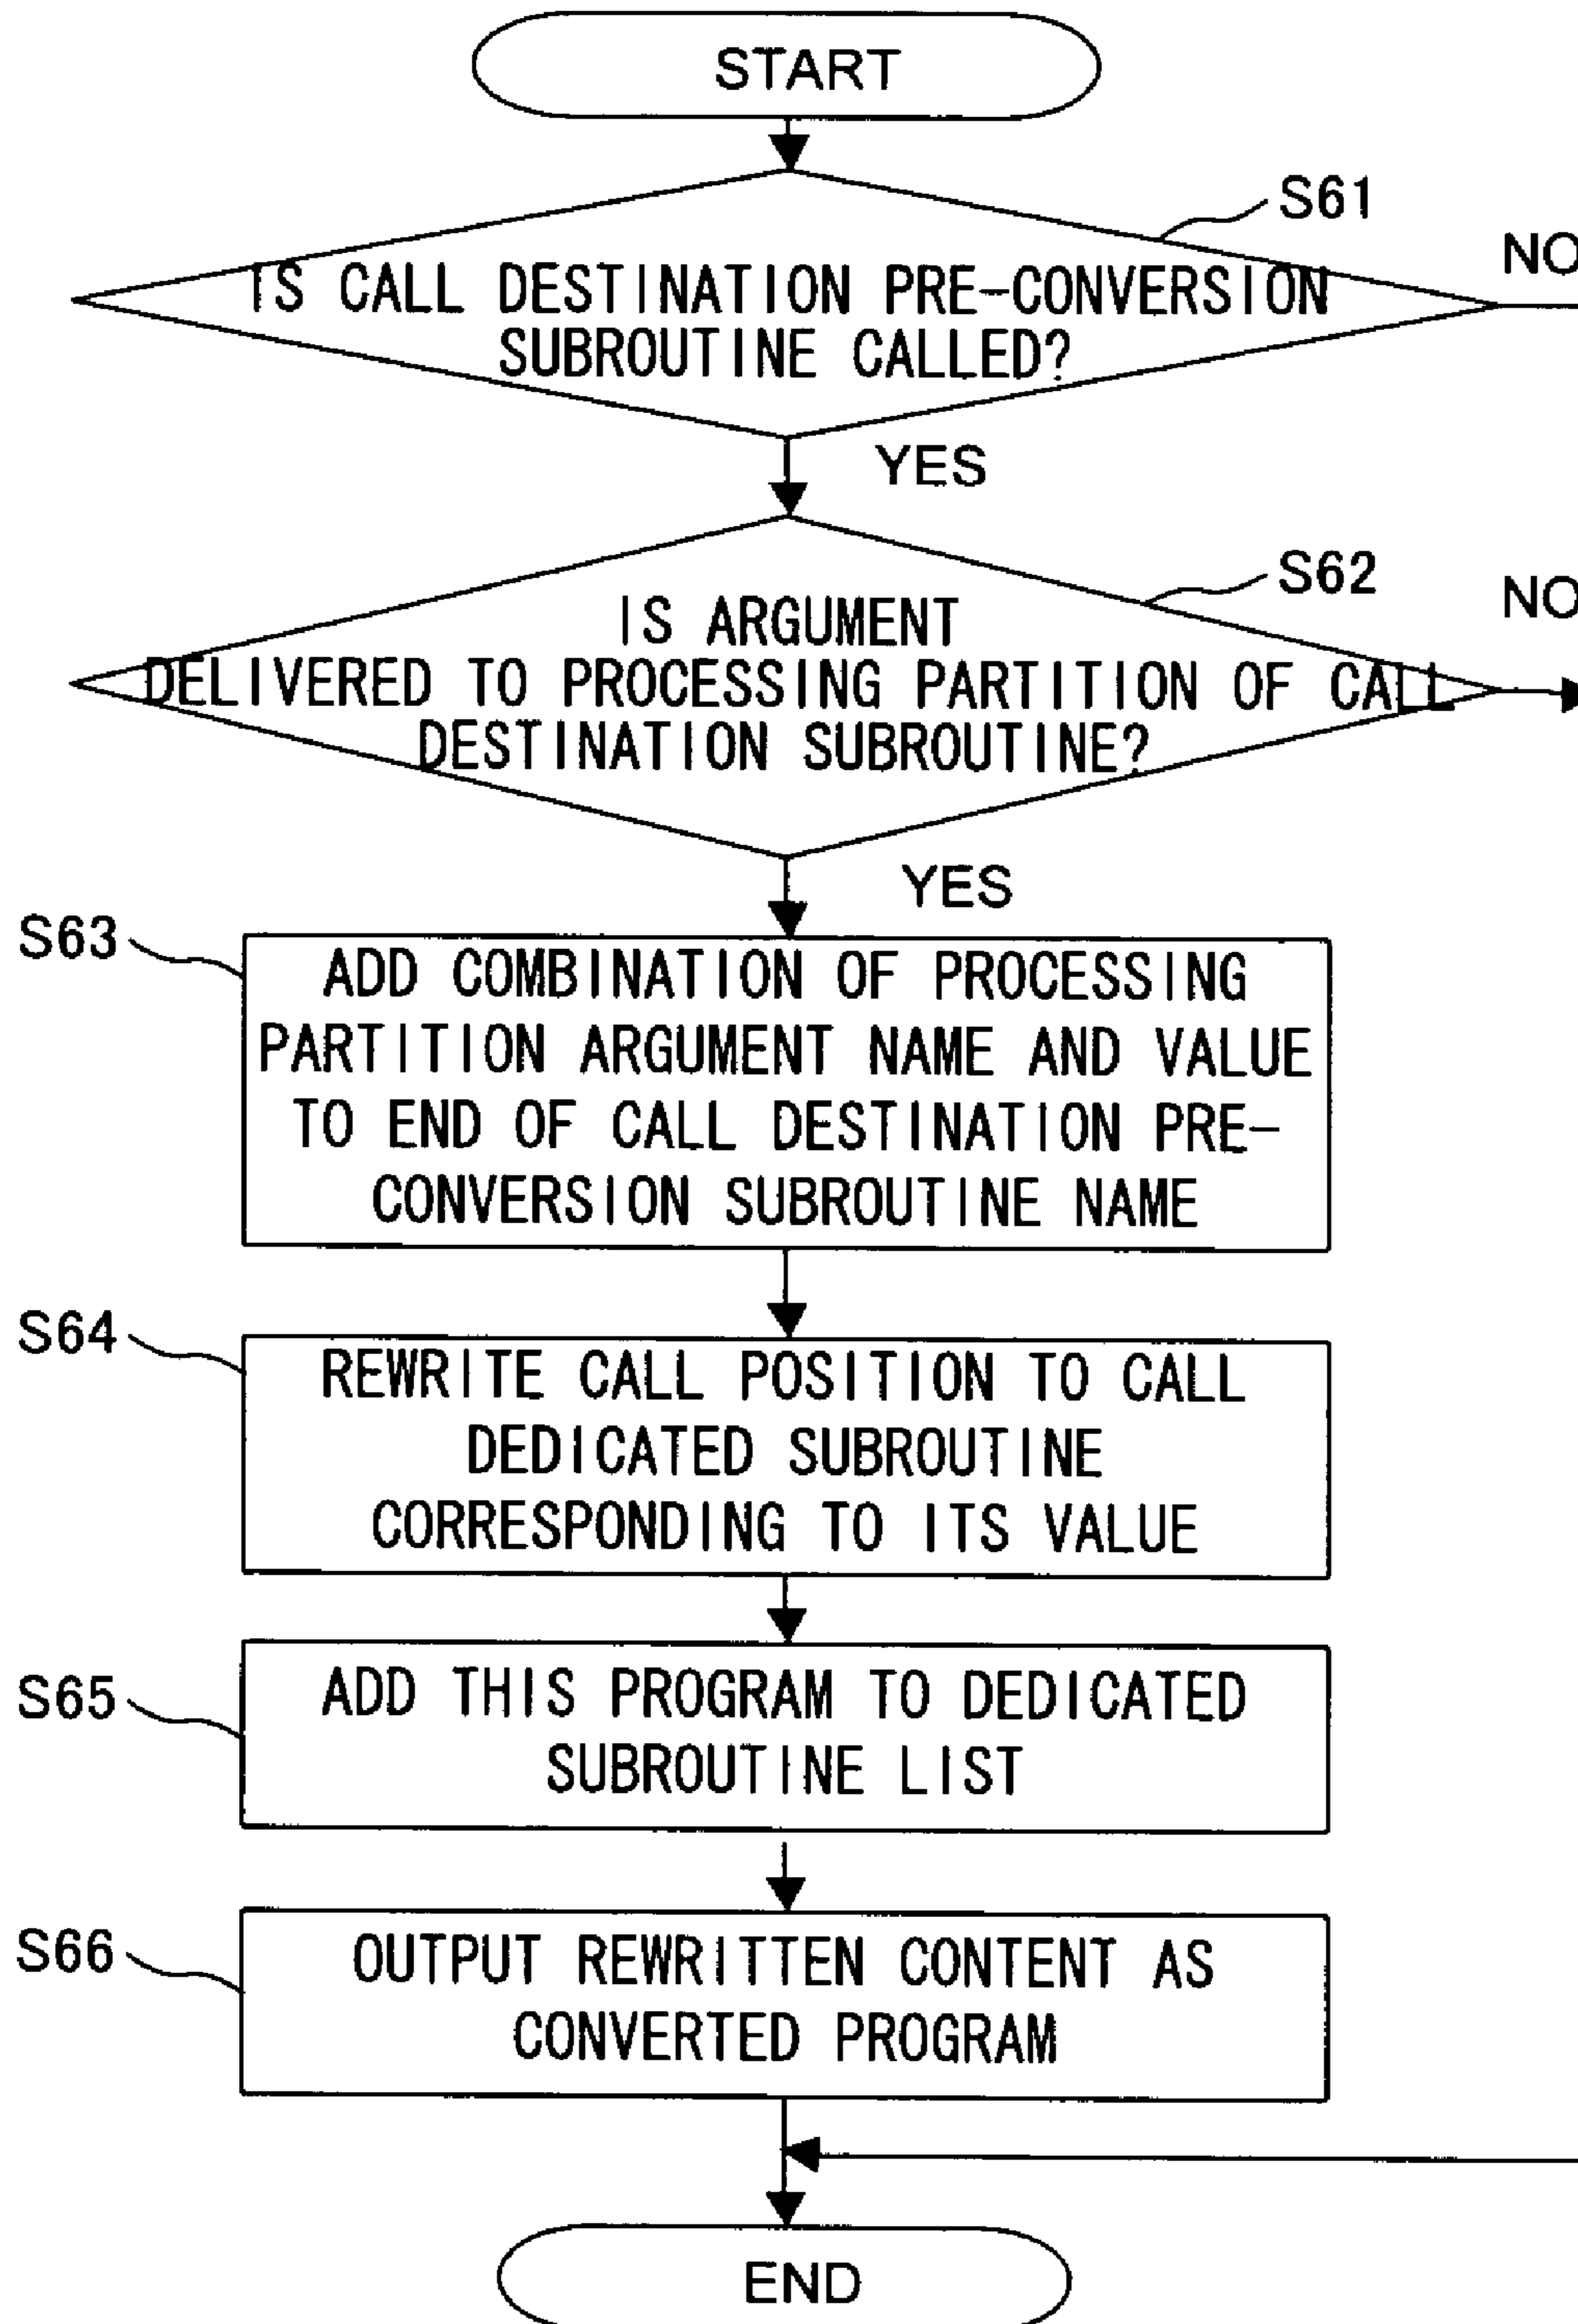 START
S61
NO
IS CALL DESTINATION PRE-CONVERSION
SUBROUTINE CALLED?
YES
S62
NO
IS ARGUMENT
DELIVERED TO PROCESSING PARTITION OF CALL
DESTINATION SUBROUTINE?
YES
S63
ADD COMBINATION OF PROCESSING
PARTITION ARGUMENT NAME AND VALUE
TO END OF CALL DESTINATION PRE-
CONVERSION SUBROUTINE NAME
S64
REWRITE CALL POSITION TO CALL
DEDICATED SUBROUTINE
CORRESPONDING TO ITS VALUE
S65
ADD THIS PROGRAM TO DEDICATED
SUBROUTINE LIST
S66
OUTPUT REWRITTEN CONTENT AS
CONVERTED PROGRAM
END